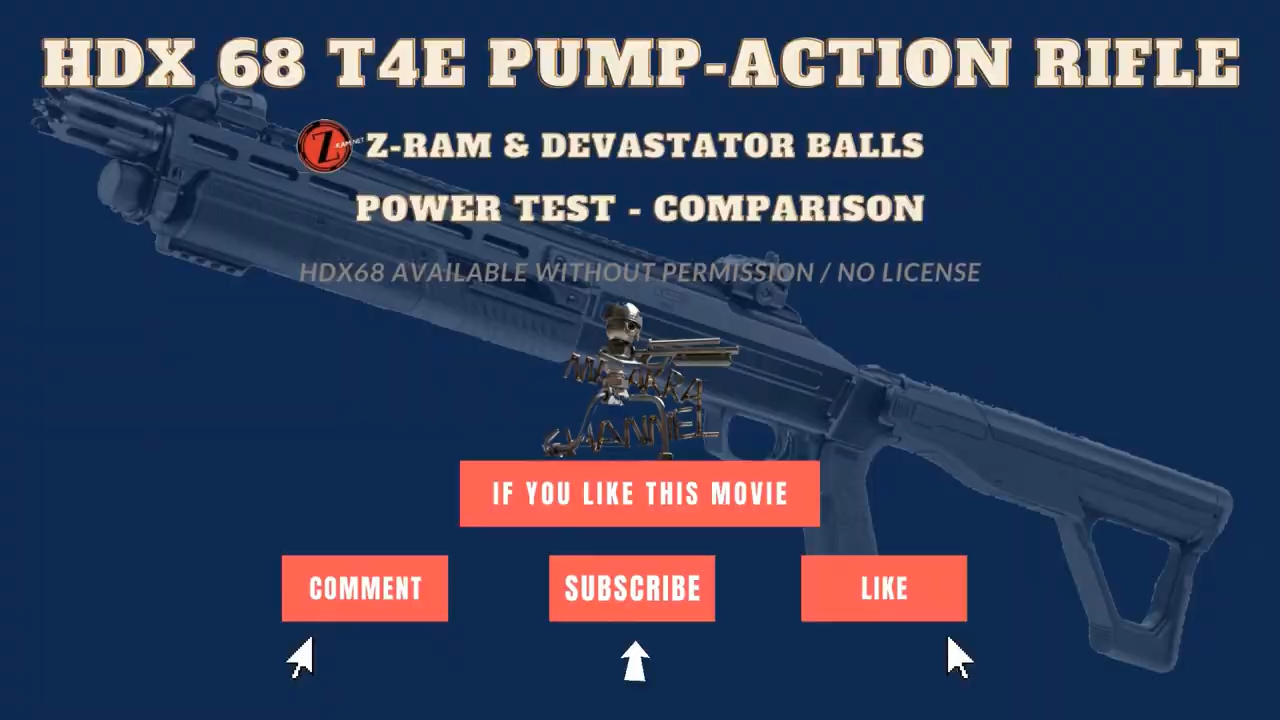 HDX 68 T4E PUMP-ACTION RIFLE
Z-RAM & DEVASTATOR BALLS
POWER TEST - COMPARISON
HDX68 AVAILABLE WITHOUT PERMISSION / NO LICENSE
CHANNEL
IF YOU LIKE THIS MOVIE
COMMENT
SUBSCRIBE
LIKE